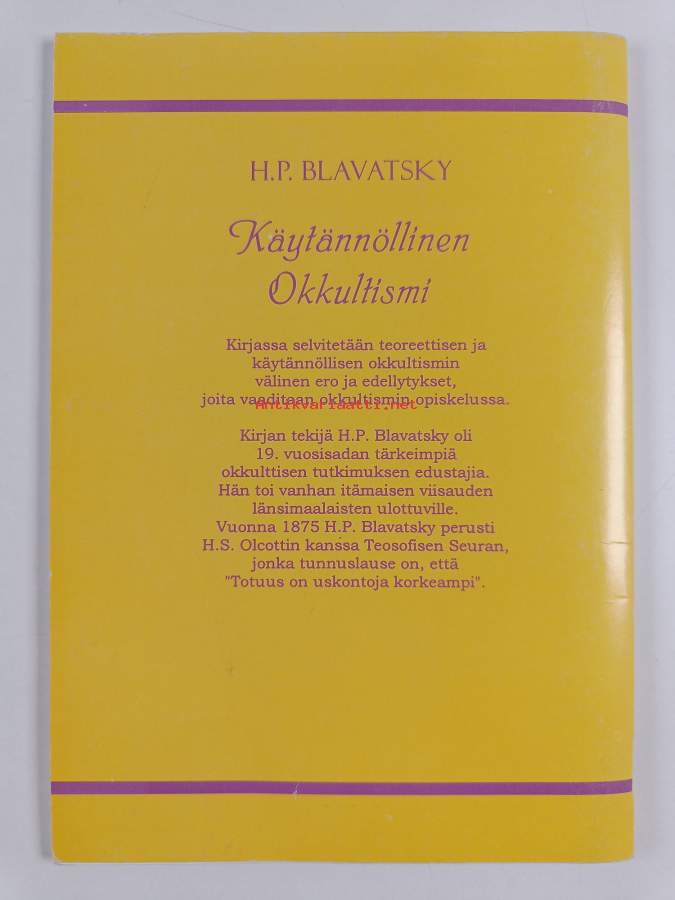 H.P. BLAVATSKY
Käytännöllinen
Okkultismi
Kirjassa selvitetään teoreettisen ja
käytännöllisen okkultismin
välinen ero ja edellytykset,
joita vaaditaan okkultismin opiskelussa.
Antikvariaatti.net
Kirjan tekijä H.P. Blavatsky oli
19. vuosisadan tärkeimpiä
okkulttisen tutkimuksen edustajia.
Hän toi vanhan itämaisen viisauden
länsimaalaisten ulottuville.
Vuonna 1875 H.P. Blavatsky perusti
H.S. Olcottin kanssa Teosofisen Seuran,
jonka tunnuslause on, että
"Totuus on uskontoja korkeampi".